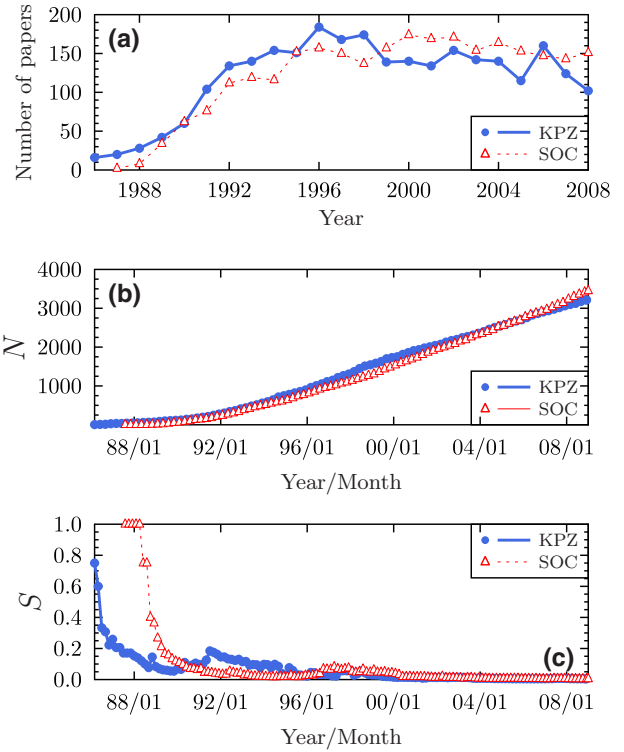 (a)
Number of papers
200
150
100
50
0
1988 1992 1996 2000 2004 2008
Year
KPZ
SOC
(b)
N
4000
3000
2000
1000
88/01 92/01 96/01 00/01 04/01 08/01
Year/Month
KPZ
SOC
S
1.0
0.8
0.6
0.4
0.2
0.0
KPZ
SOC
(c)
88/01 92/01 96/01 00/01 04/01 08/01
Year/Month